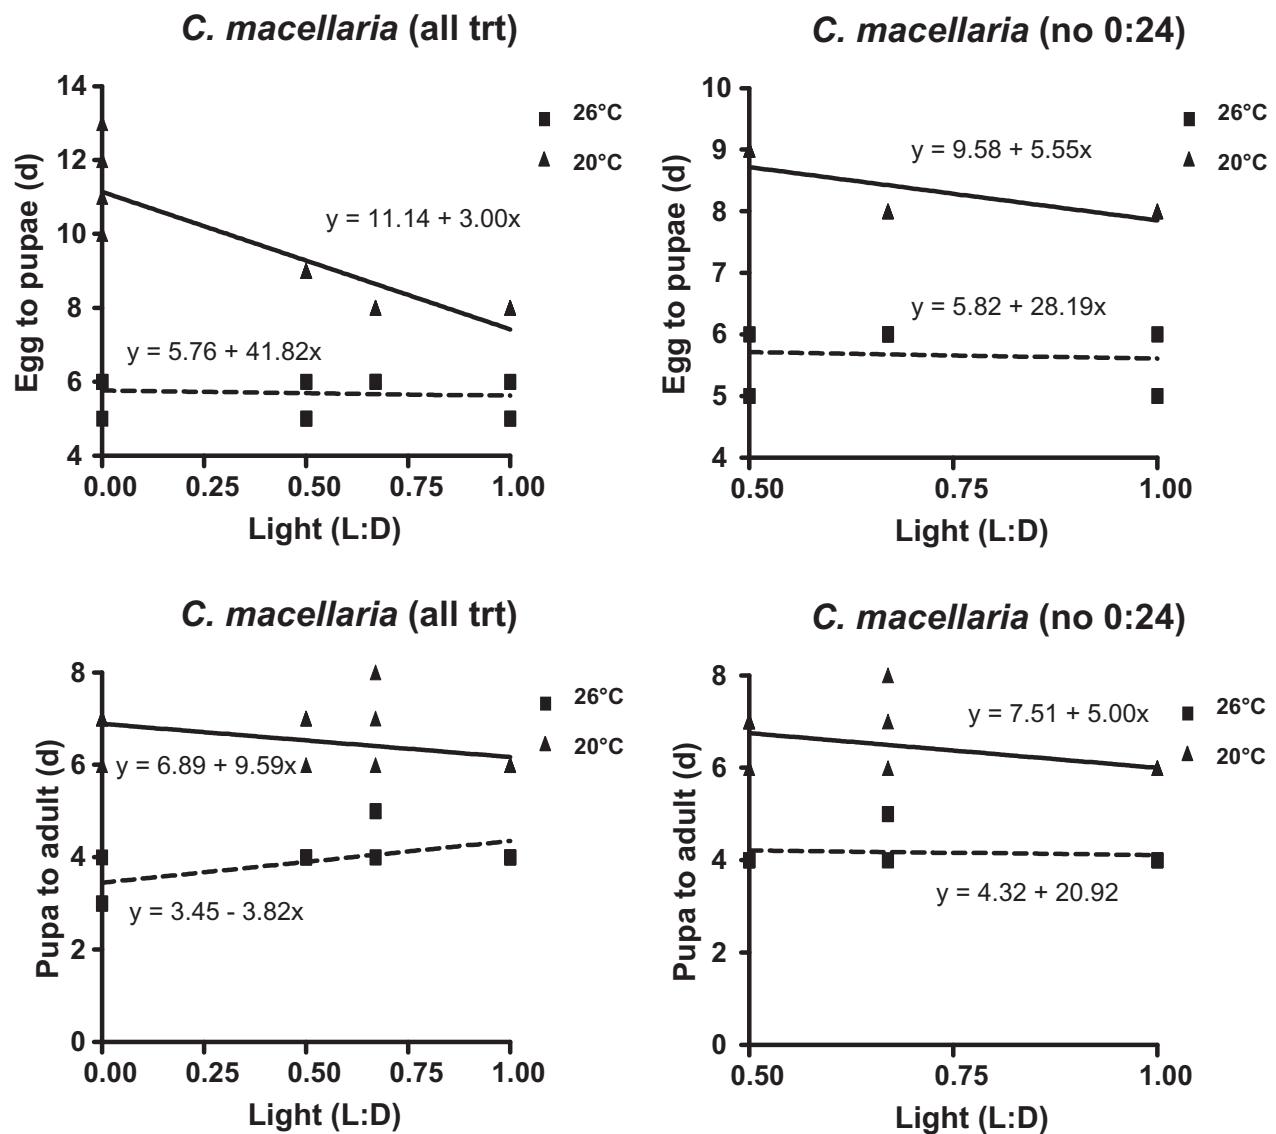 C. macellaria (all trt)
14
12
10
8
6
4
Egg to pupae (d)
26°C
20°C
y = 11.14 + 3.00x
y = 5.76 + 41.82x
0.00 0.25 0.50 0.75 1.00
Light (L:D)
C. macellaria (no 0:24)
10
9
8
7
6
5
4
Egg to pupae (d)
26°C
20°C
y = 9.58 + 5.55x
y = 5.82 + 28.19x
0.50 0.75 1.00
Light (L:D)
C. macellaria (all trt)
8
6
4
2
0
Pupa to adult (d)
26°C
20°C
y = 6.89 + 9.59x
y = 3.45 - 3.82x
0.00 0.25 0.50 0.75 1.00
Light (L:D)
C. macellaria (no 0:24)
8
6
4
2
0
Pupa to adult (d)
26°C
20°C
y = 7.51 + 5.00x
y = 4.32 + 20.92
0.50 0.75 1.00
Light (L:D)